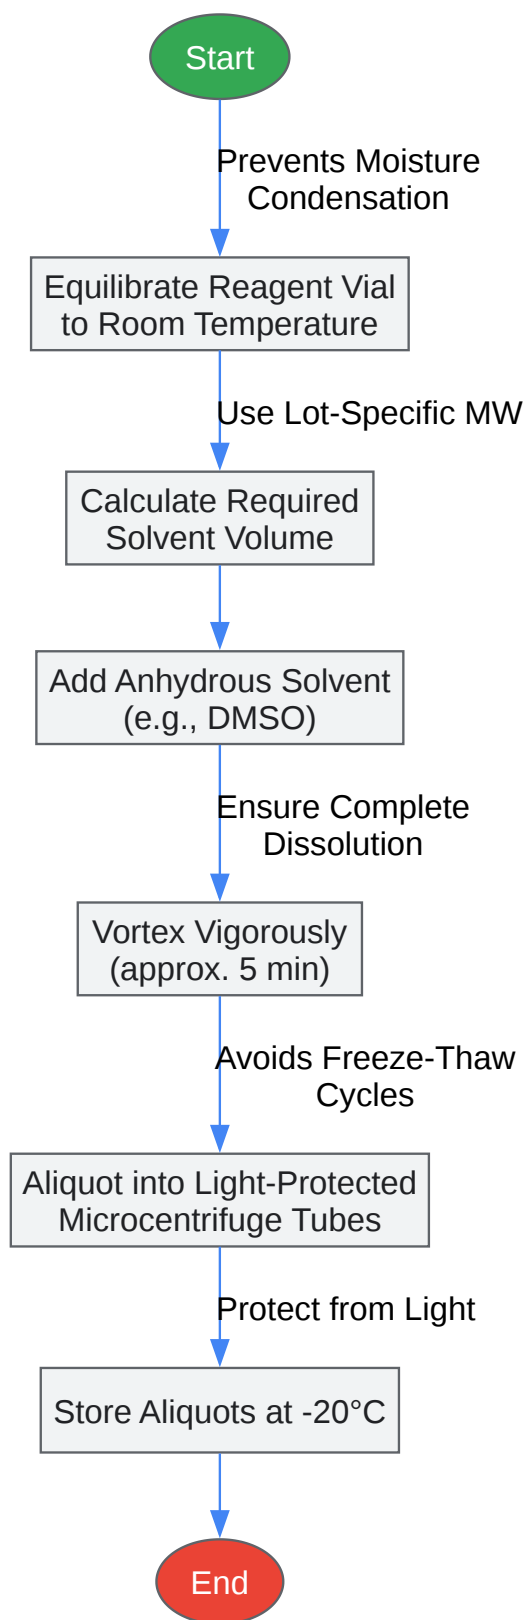 Start
Prevents Moisture
Condensation
Equilibrate Reagent Vial
to Room Temperature
Use Lot-Specific MW
Calculate Required
Solvent Volume
Add Anhydrous Solvent
(e.g., DMSO)
Ensure Complete
Dissolution
Vortex Vigorously
(approx. 5 min)
Avoids Freeze-Thaw
Cycles
Aliquot into Light-Protected
Microcentrifuge Tubes
Protect from Light
Store Aliquots at -20°C
End